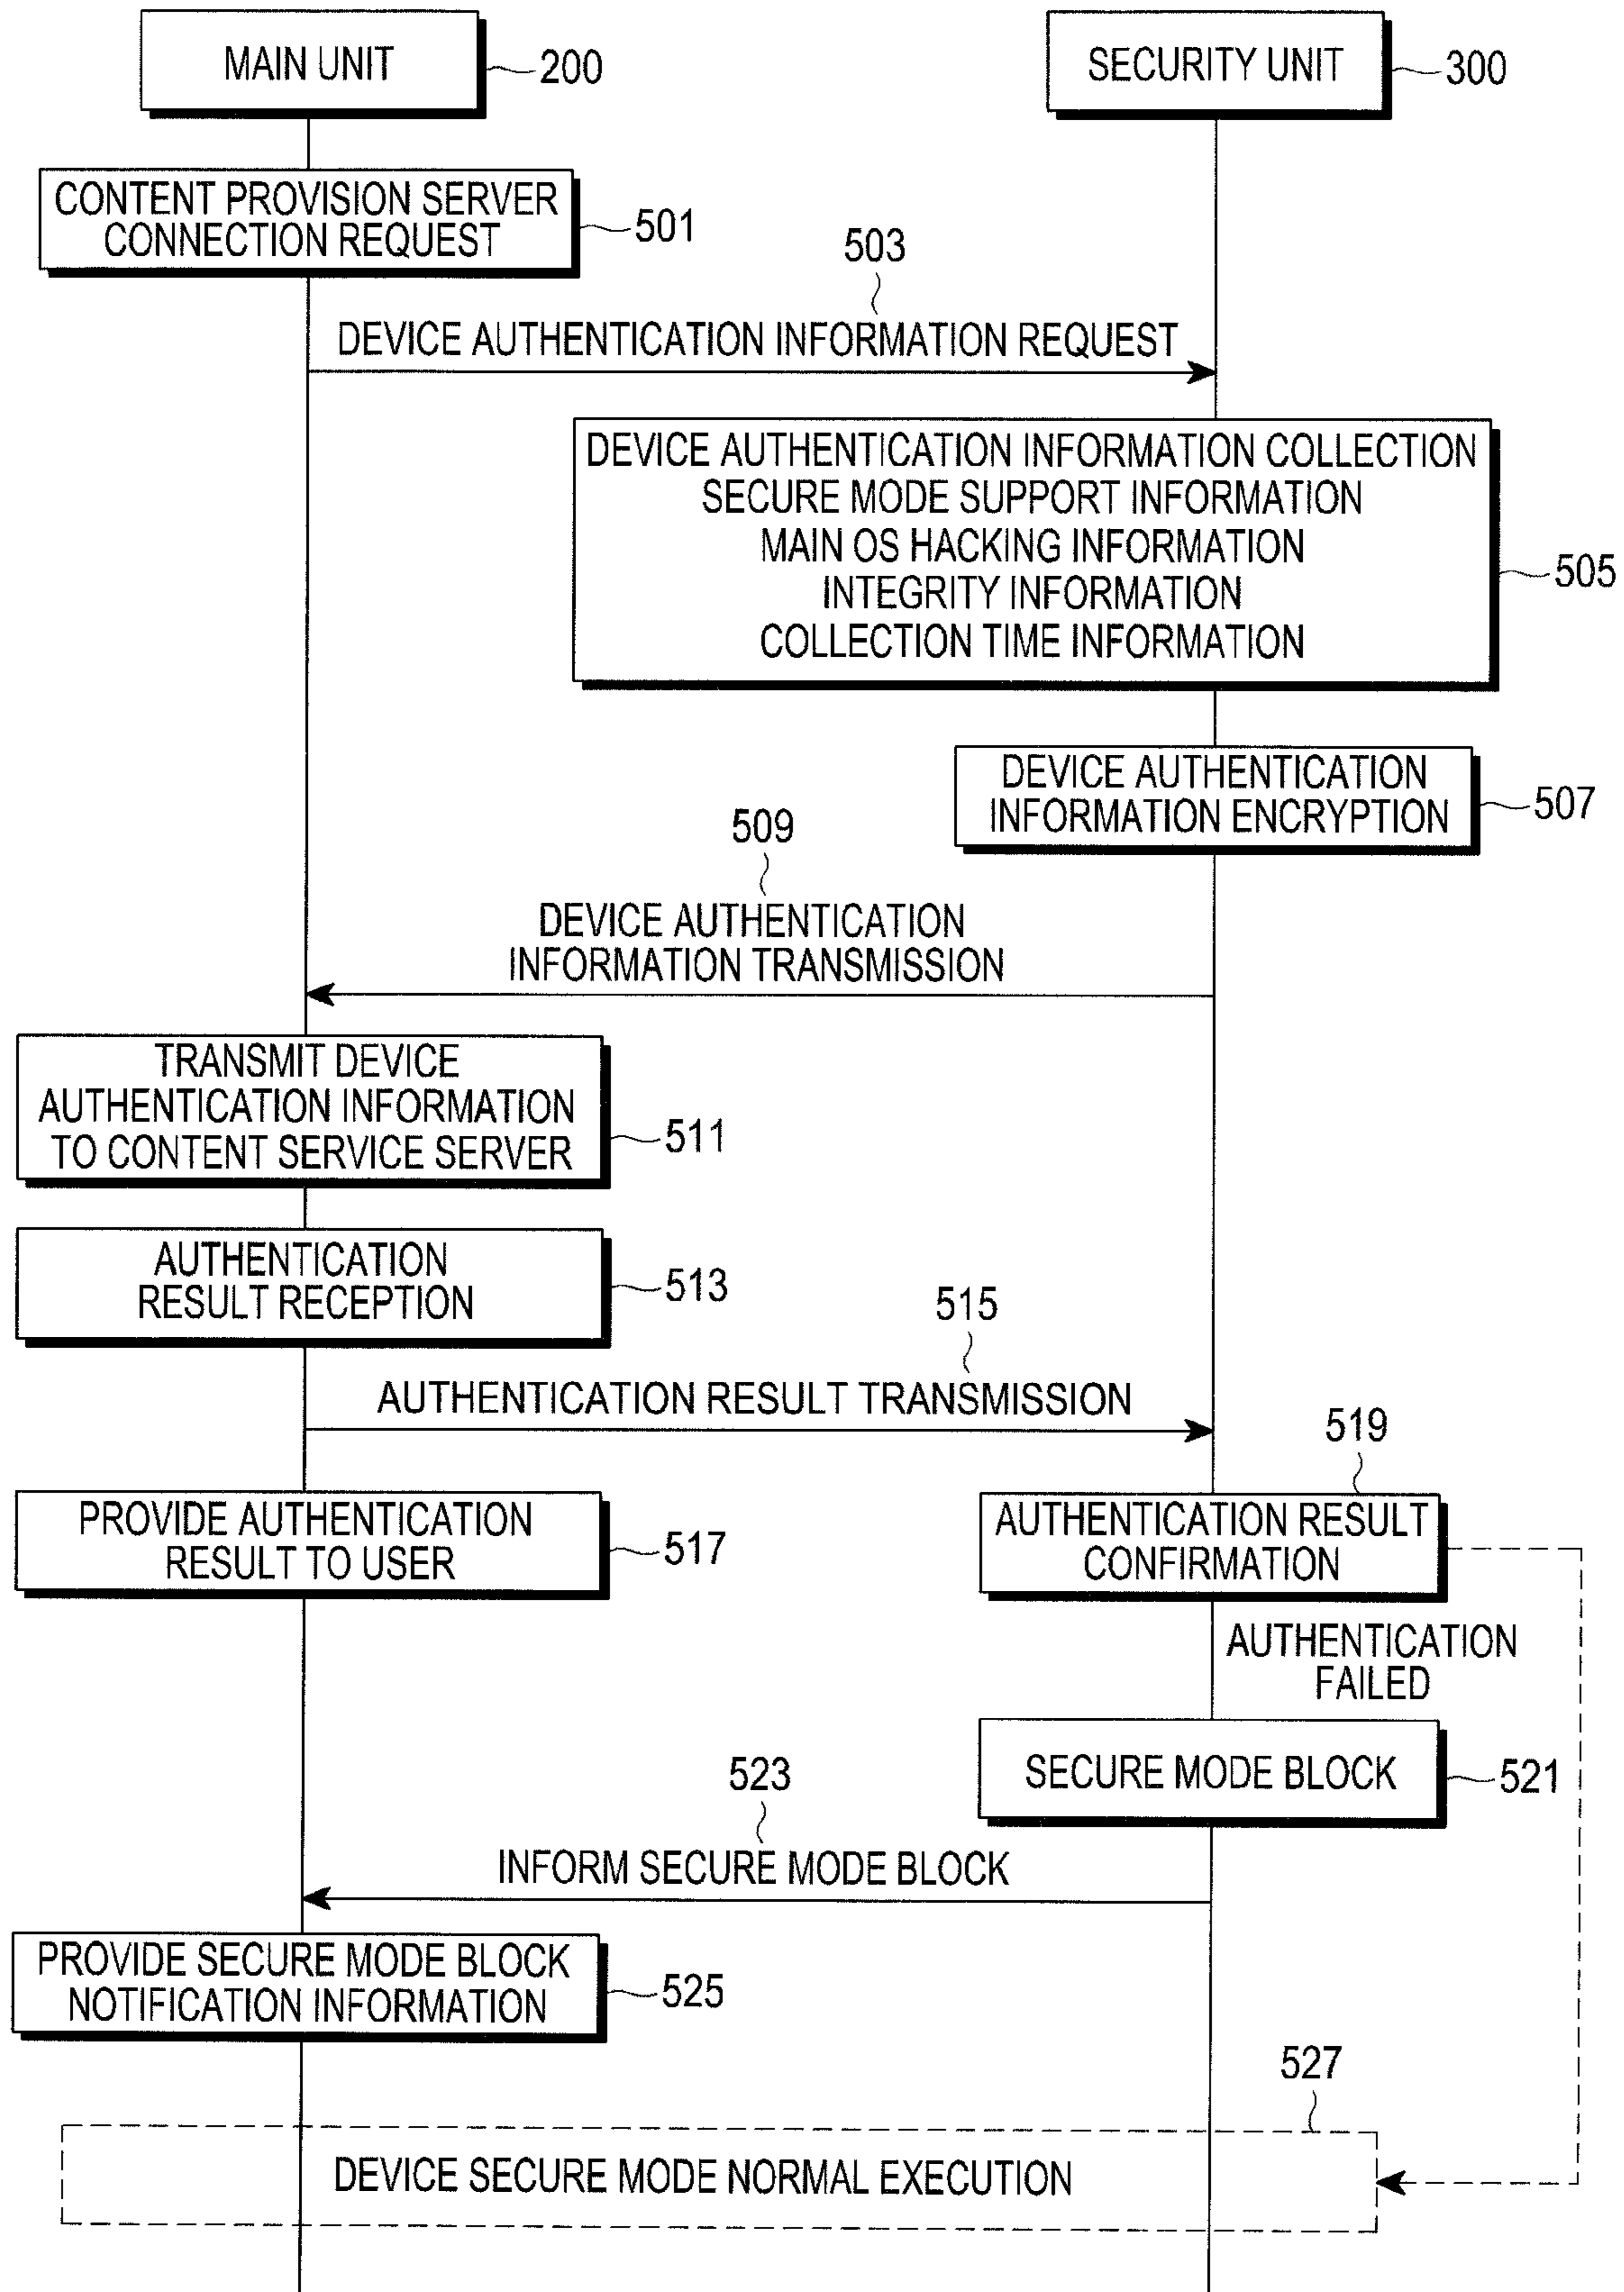 MAIN UNIT
200
SECURITY UNIT
300
CONTENT PROVISION SERVER
CONNECTION REQUEST
501
503
DEVICE AUTHENTICATION INFORMATION REQUEST
DEVICE AUTHENTICATION INFORMATION COLLECTION
SECURE MODE SUPPORT INFORMATION
MAIN OS HACKING INFORMATION
INTEGRITY INFORMATION
COLLECTION TIME INFORMATION
505
DEVICE AUTHENTICATION
INFORMATION ENCRYPTION
507
509
DEVICE AUTHENTICATION
INFORMATION TRANSMISSION
TRANSMIT DEVICE
AUTHENTICATION INFORMATION
TO CONTENT SERVICE SERVER
511
AUTHENTICATION
RESULT RECEPTION
513
515
AUTHENTICATION RESULT TRANSMISSION
PROVIDE AUTHENTICATION
RESULT TO USER
517
519
AUTHENTICATION RESULT
CONFIRMATION
AUTHENTICATION
FAILED
SECURE MODE BLOCK
521
523
INFORM SECURE MODE BLOCK
PROVIDE SECURE MODE BLOCK
NOTIFICATION INFORMATION
525
527
DEVICE SECURE MODE NORMAL EXECUTION